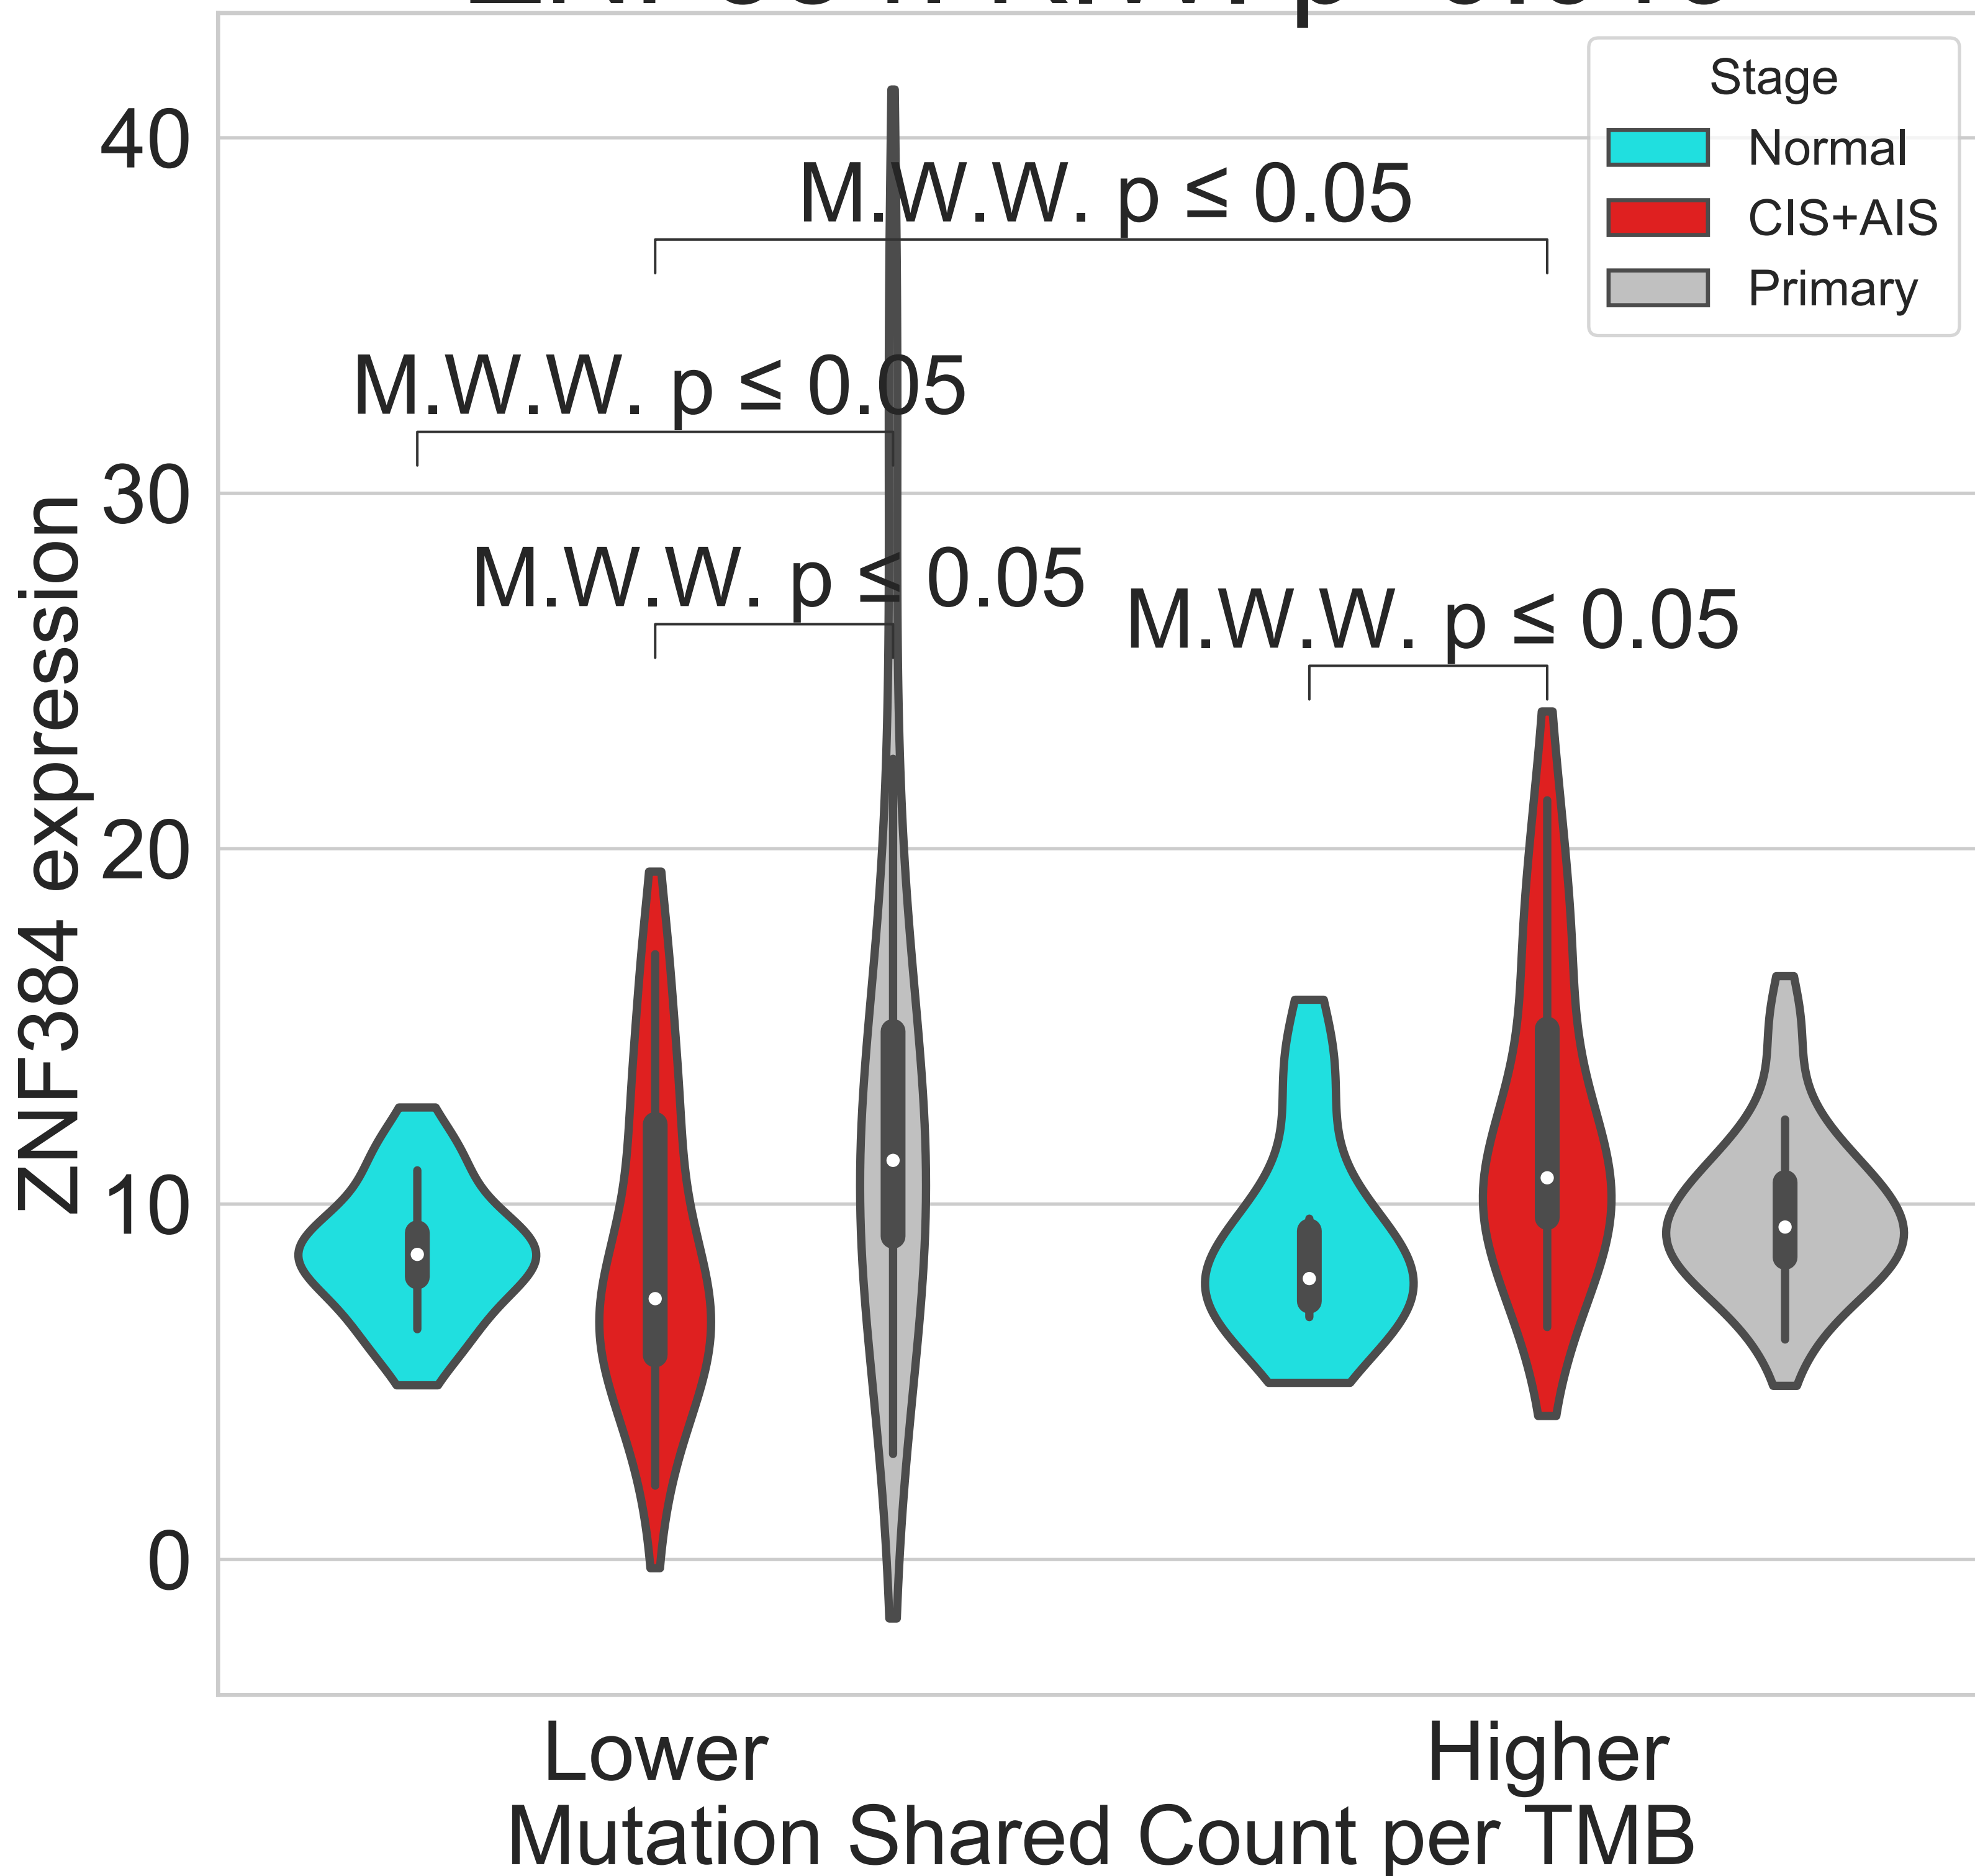 Stage
Normal
CIS+AIS
Primary
40
30
20
10
0
ZNF384 expression
M.W.W. p ≤ 0.05
M.W.W. p ≤ 0.05
M.W.W. p ≤ 0.05
M.W.W. p ≤ 0.05
Lower
Higher
Mutation Shared Count per TMB